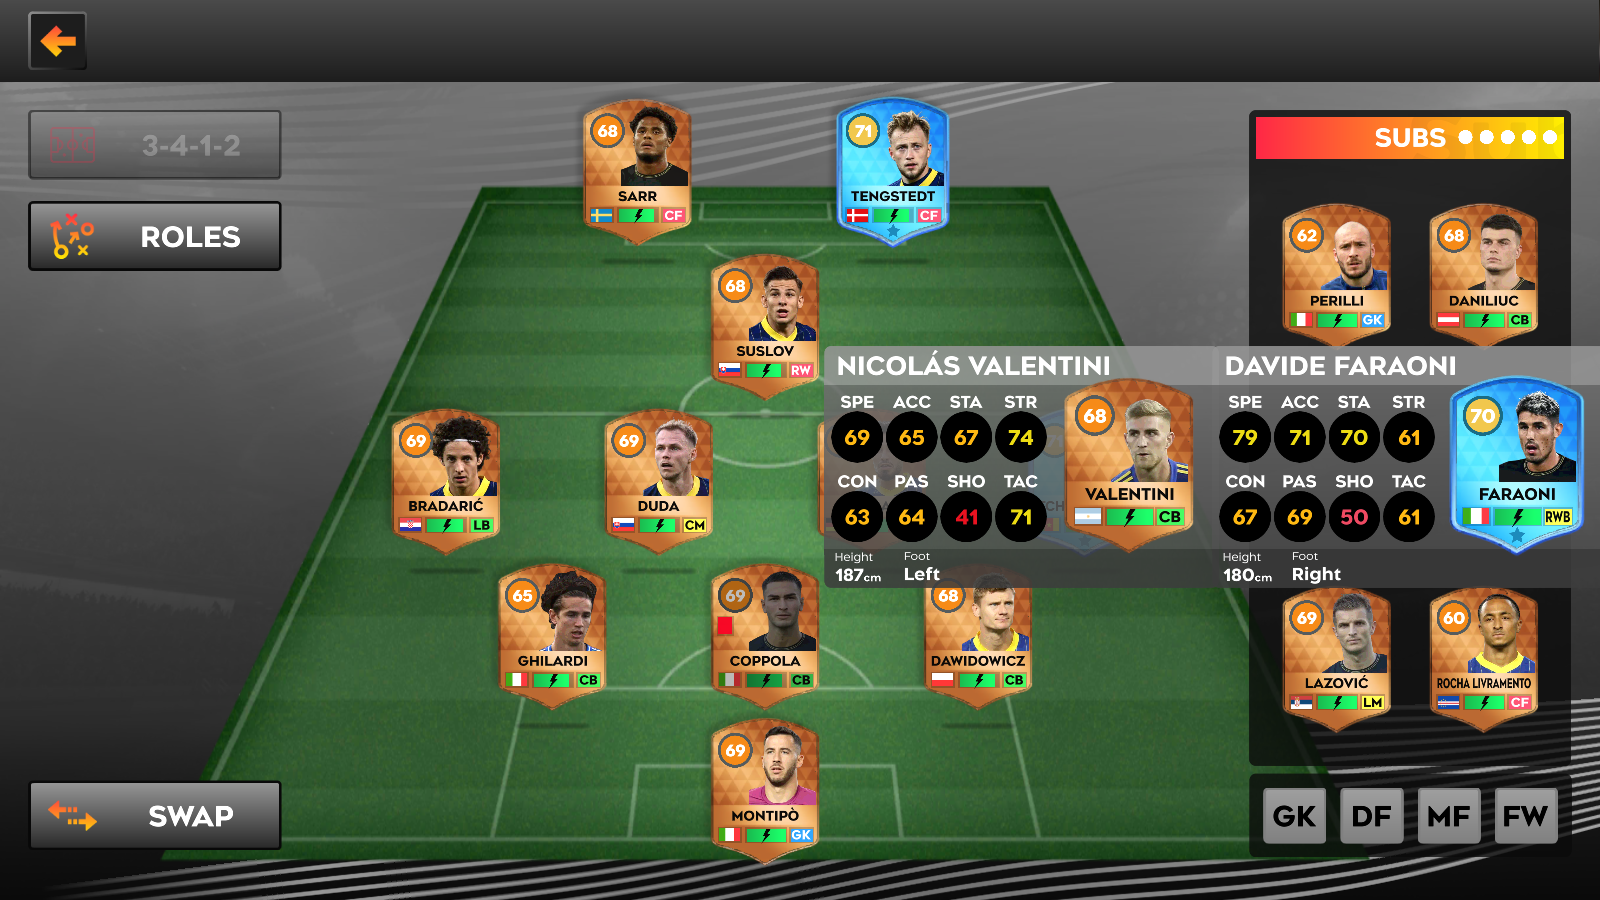 3-4-1-2
ROLES
SWAP
68
SARR
CF
71
TENGSTEDT
CF
68
SUSLOV
RW
69
BRADARIĆ
LB
69
DUDA
CM
65
GHILARDI
CB
69
COPPOLA
CB
68
DAWIDOWICZ
CB
69
MONTIPÒ
GK
NICOLÁS VALENTINI
SPE ACC STA STR
69 65 67 74
CON PAS SHO TAC
63 64 41 71
Height Foot
187cm Left
68
VALENTINI
CB
DAVIDE FARAONI
SPE ACC STA STR
79 71 70 61
CON PAS SHO TAC
67 69 50 61
Height Foot
180cm Right
70
FARAONI
RWB
SUBS
62
PERILLI
GK
68
DANILIUC
CB
69
LAZOVIĆ
LM
60
ROCHA LIVRAMENTO
CF
GK DF MF FW